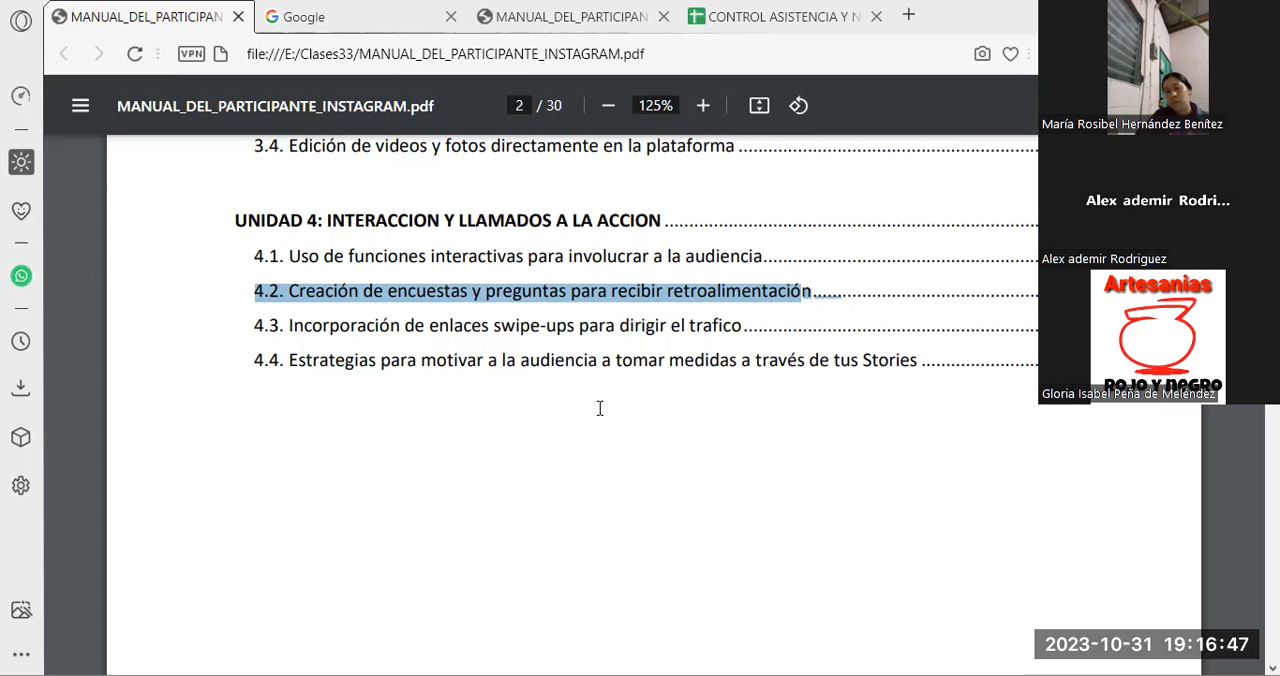 MANUAL_DEL_PARTICIPAN
Google
MANUAL_DEL_PARTICIPAN
CONTROL ASISTENCIA Y N
VPN
file:///E:/Clases33/MANUAL_DEL_PARTICIPANTE_INSTAGRAM.pdf
MANUAL_DEL_PARTICIPANTE_INSTAGRAM.pdf
2 / 30
125%
3.4. Edición de videos y fotos directamente en la plataforma
UNIDAD 4: INTERACCION Y LLAMADOS A LA ACCION
4.1. Uso de funciones interactivas para involucrar a la audiencia
4.2. Creación de encuestas y preguntas para recibir retroalimentación
4.3. Incorporación de enlaces swipe-ups para dirigir el trafico
4.4. Estrategias para motivar a la audiencia a tomar medidas a través de tus Stories
María Rosibel Hernández Benítez
Alex ademir Rodri...
Alex ademir Rodriguez
Artesanias
ROJO Y NEGRO
Gloria Isabel Peña de Meléndez
2023-10-31 19:16:47